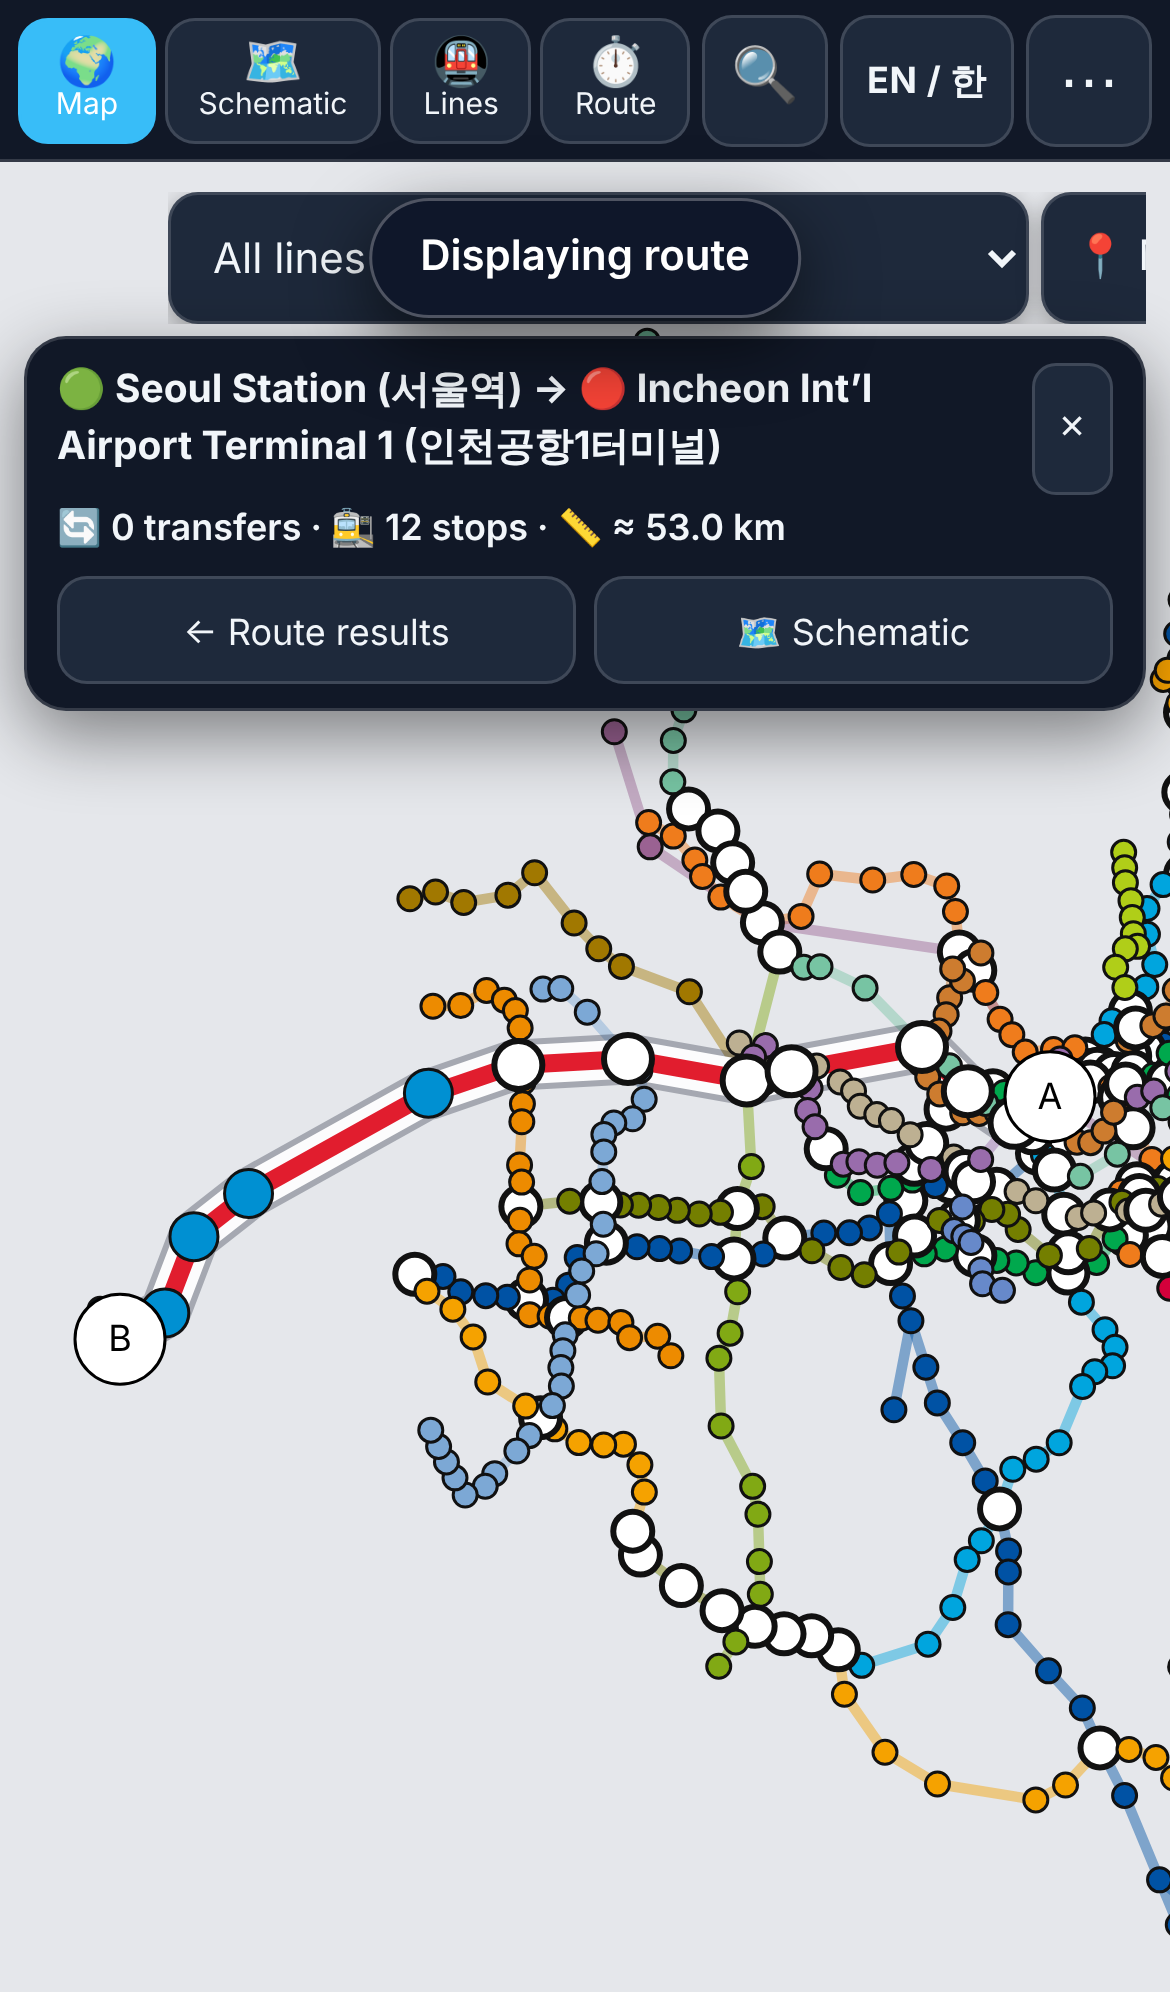 Map
Schematic
Lines
Route
EN / 한
···
All lines
Displaying route
Seoul Station (서울역) → Incheon Int’l
Airport Terminal 1 (인천공항1터미널)
×
0 transfers · 12 stops · ≈ 53.0 km
← Route results
Schematic
A
B